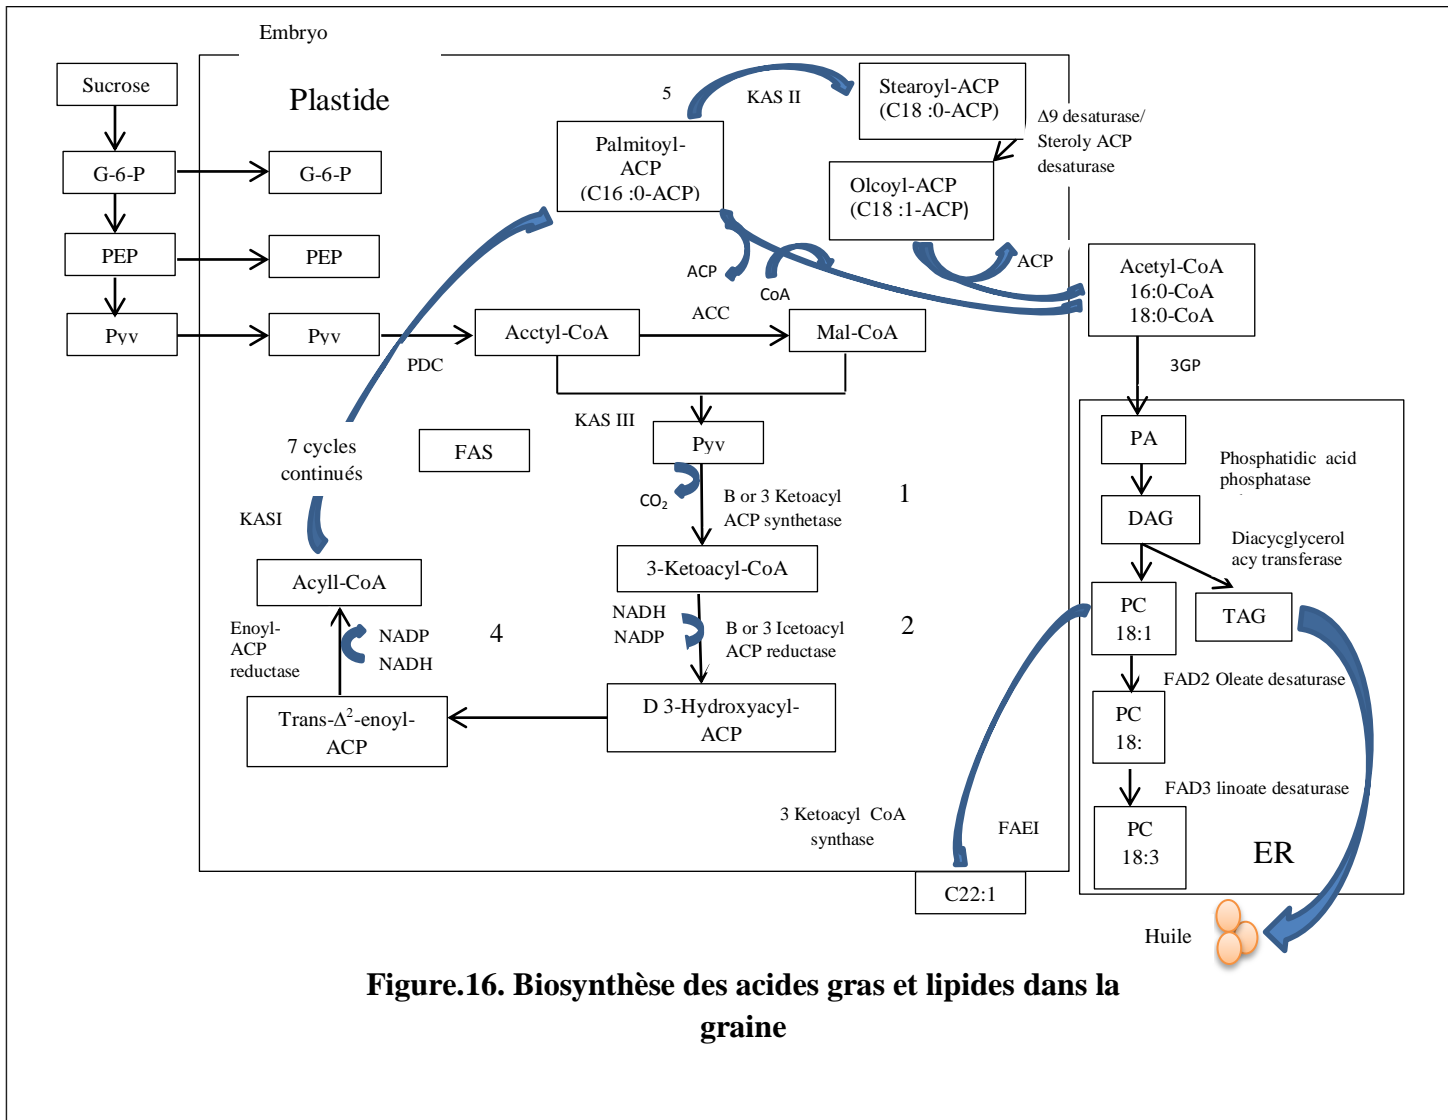 Embryo
Sucrose
Plastide
5
KAS II
Stearoyl-ACP
(C18 :0-ACP)
Δ9 desaturase/
Steroly ACP
desaturase
Palmitoyl-
ACP
(C16 :0-ACP)
Olcoyl-ACP
(C18 :1-ACP)
G-6-P
G-6-P
PEP
PEP
ACP
CoA
ACP
Acetyl-CoA
16:0-CoA
18:0-CoA
Pyv
Pyv
PDC
Acctyl-CoA
ACC
Mal-CoA
3GP
KAS III
7 cycles
continués
FAS
Pyv
PA
Phosphatidic acid
phosphatase
CO₂
B or 3 Ketoacyl
ACP synthetase
1
DAG
KASI
Diacycglycerol
acy transferase
Acyll-CoA
3-Ketoacyl-CoA
PC
18:1
TAG
Enoyl-
ACP
reductase
NADP
NADH
4
NADH
NADP
B or 3 Icetoacyl
ACP reductase
2
FAD2 Oleate desaturase
Trans-Δ²-enoyl-
ACP
D 3-Hydroxyacyl-
ACP
PC
18:
FAD3 linoate desaturase
3 Ketoacyl CoA
synthase
FAEI
PC
18:3
ER
C22:1
Huile
Figure.16. Biosynthèse des acides gras et lipides dans la
graine